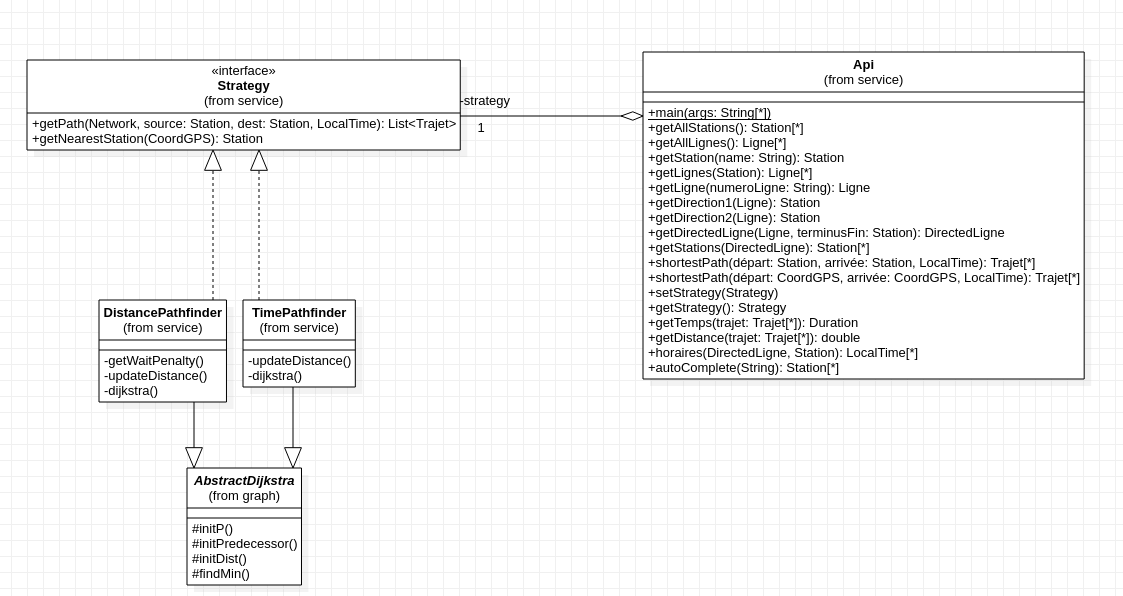 «interface»
Strategy
(from service)
+getPath(Network, source: Station, dest: Station, LocalTime): List<Trajet>
+getNearestStation(CoordGPS): Station
-strategy
1
Api
(from service)
+main(args: String[*])
+getAllStations(): Station[*]
+getAllLignes(): Ligne[*]
+getStation(name: String): Station
+getLignes(Station): Ligne[*]
+getLigne(numeroLigne: String): Ligne
+getDirection1(Ligne): Station
+getDirection2(Ligne): Station
+getDirectedLigne(Ligne, terminusFin: Station): DirectedLigne
+getStations(DirectedLigne): Station[*]
+shortestPath(départ: Station, arrivée: Station, LocalTime): Trajet[*]
+shortestPath(départ: CoordGPS, arrivée: CoordGPS, LocalTime): Trajet[*]
+setStrategy(Strategy)
+getStrategy(): Strategy
+getTemps(trajet: Trajet[*]): Duration
+getDistance(trajet: Trajet[*]): double
+horaires(DirectedLigne, Station): LocalTime[*]
+autoComplete(String): Station[*]
DistancePathfinder
(from service)
-getWaitPenalty()
-updateDistance()
-dijkstra()
TimePathfinder
(from service)
-updateDistance()
-dijkstra()
AbstractDijkstra
(from graph)
#initP()
#initPredecessor()
#initDist()
#findMin()